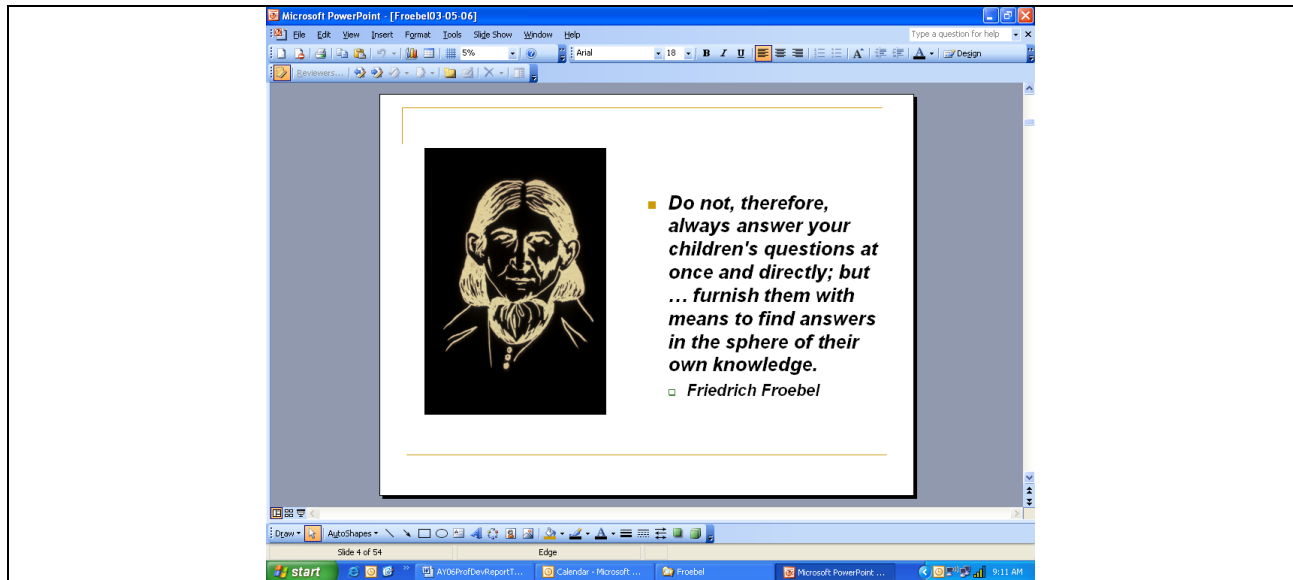 Microsoft PowerPoint - [Froebel03-05-06]
File Edit View Insert Format Tools Slide Show Window Help Type a question for help
5% Arial 18 B I U A Design
Reviewers...
Do not, therefore,
always answer your
children's questions at
once and directly; but
… furnish them with
means to find answers
in the sphere of their
own knowledge.
Friedrich Froebel
Draw AutoShapes
Slide 4 of 54 Edge
start AY06ProfDevReportT... Calendar - Microsoft ... Froebel Microsoft PowerPoint ... 9:11 AM